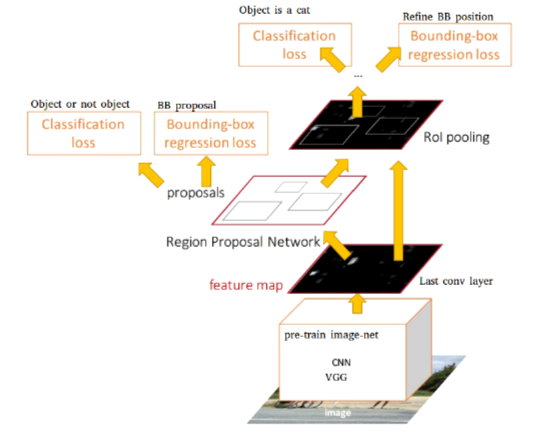 Object is a cat
Refine BB position
Classification
loss
Bounding-box
regression loss
...
Object or not object
BB proposal
Classification
loss
Bounding-box
regression loss
RoI pooling
proposals
Region Proposal Network
feature map
Last conv layer
pre-train image-net
CNN
VGG
image